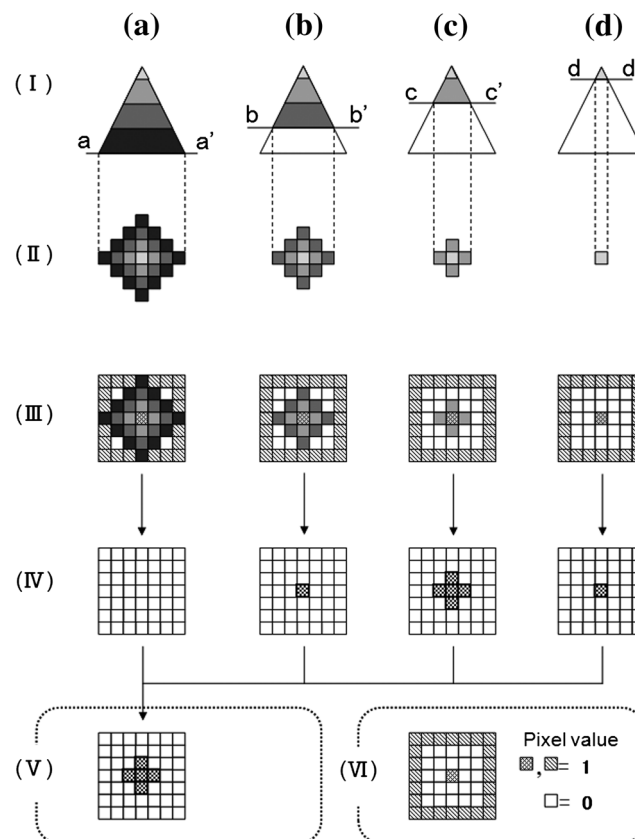 (a) (b) (c) (d)
(Ⅰ)
a a'
b b'
c c'
d d'
(Ⅱ)
(Ⅲ)
(Ⅳ)
(Ⅴ)
(Ⅵ)
Pixel value
, = 1
= 0